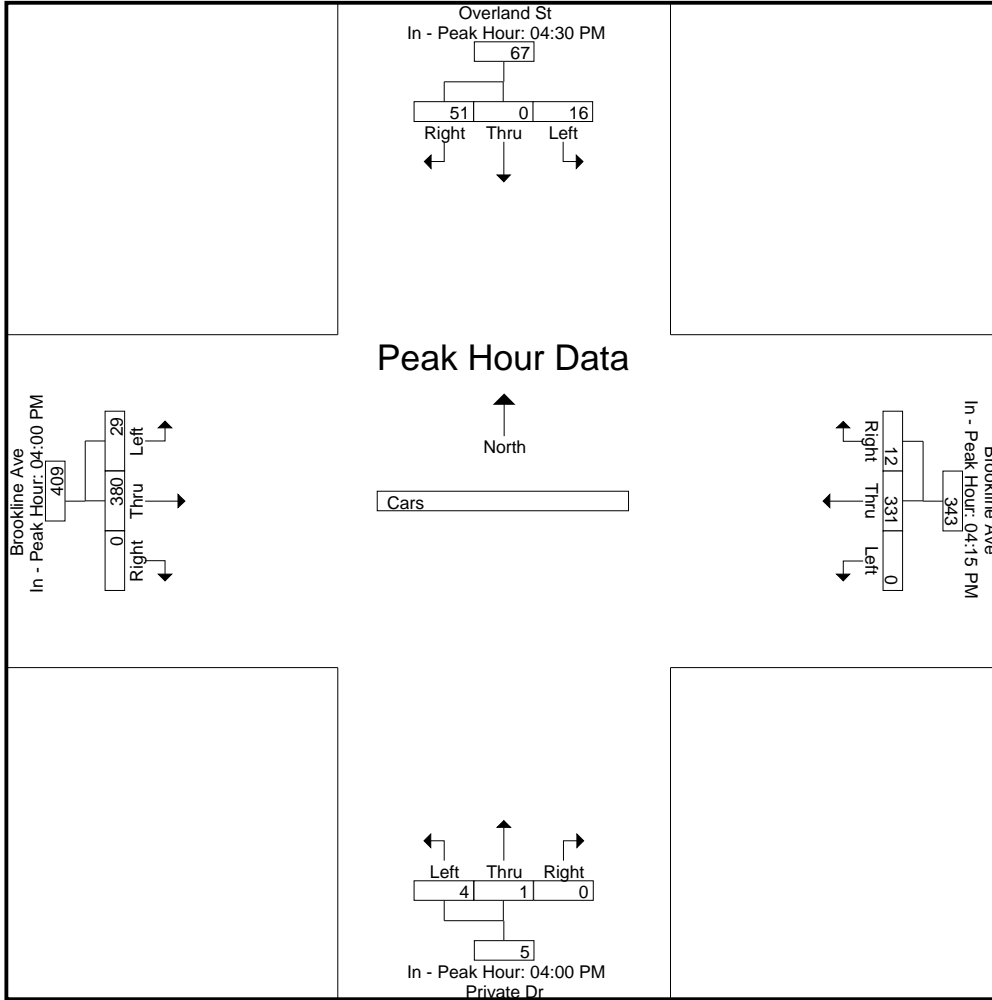 Overland St
In - Peak Hour: 04:30 PM
67
51 0 16
Right Thru Left
Peak Hour Data
North
Cars
Brookline Ave
In - Peak Hour: 04:00 PM
409
29 380 0
Left Thru Right
Brookline Ave
In - Peak Hour: 04:15 PM
343
12 331 0
Right Thru Left
Left Thru Right
4 1 0
5
In - Peak Hour: 04:00 PM
Private Dr